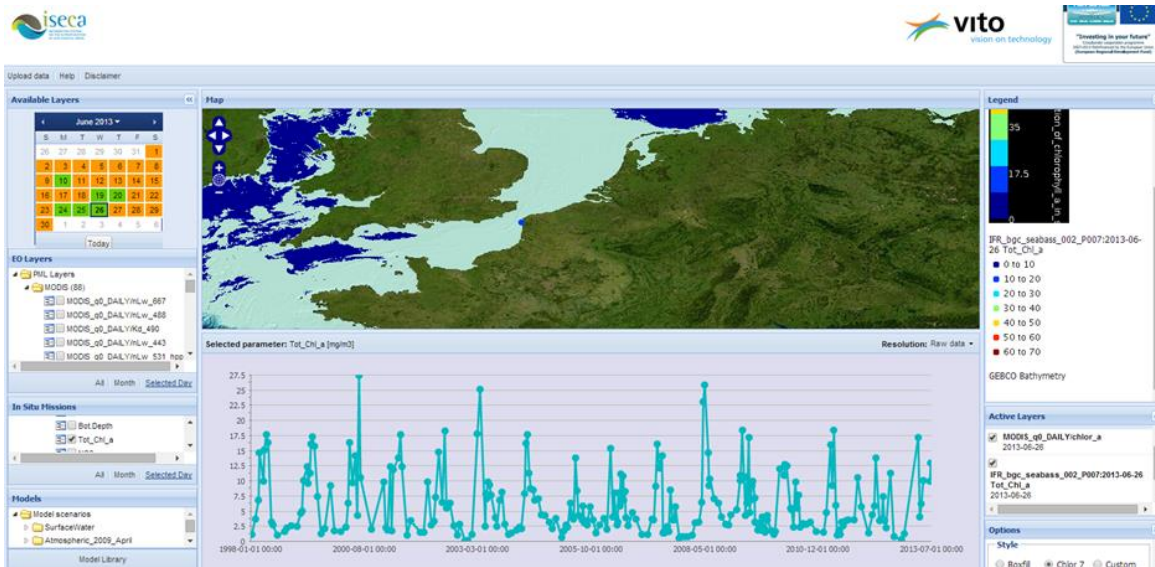 iseca
vito
vision on technology
"Investing in your future"
Upload data Help Disclaimer
Available Layers
June 2013
S M T W T F S
26 27 28 29 30 31 1
2 3 4 5 6 7 8
9 10 11 12 13 14 15
16 17 18 19 20 21 22
23 24 25 26 27 28 29
30 1 2 3 4 5 6
Today
EO Layers
PML Layers
MODIS (88)
MODIS_q0_DAILY/nLw_667
MODIS_q0_DAILY/nLw_488
MODIS_q0_DAILY/Kd_490
MODIS_q0_DAILY/nLw_443
MODIS_q0_DAILY/nLw_531_hpp
All Month Selected Day
In Situ Missions
Bot.Depth
Tot_Chl_a
All Month Selected Day
Models
Model scenarios
SurfaceWater
Atmospheric_2009_April
Model Library
Map
Selected parameter: Tot_Chl_a [mg/m3]
Resolution: Raw data
27.5
25
22.5
20
17.5
15
12.5
10
7.5
5
2.5
0
1998-01-01 00:00 2000-08-01 00:00 2003-03-01 00:00 2005-10-01 00:00 2008-05-01 00:00 2010-12-01 00:00 2013-07-01 00:00
Legend
35
17.5
0
tion_of_chlorophyll_a_in_
IFR_bgc_seabass_002_P007:2013-06-
26 Tot_Chl_a
0 to 10
10 to 20
20 to 30
30 to 40
40 to 50
50 to 60
60 to 70
GEBCO Bathymetry
Active Layers
MODIS_q0_DAILY/chlor_a
2013-06-26
IFR_bgc_seabass_002_P007:2013-06-26
Tot_Chl_a
2013-06-26
Options
Style
Boxfill Chlor 7 Custom